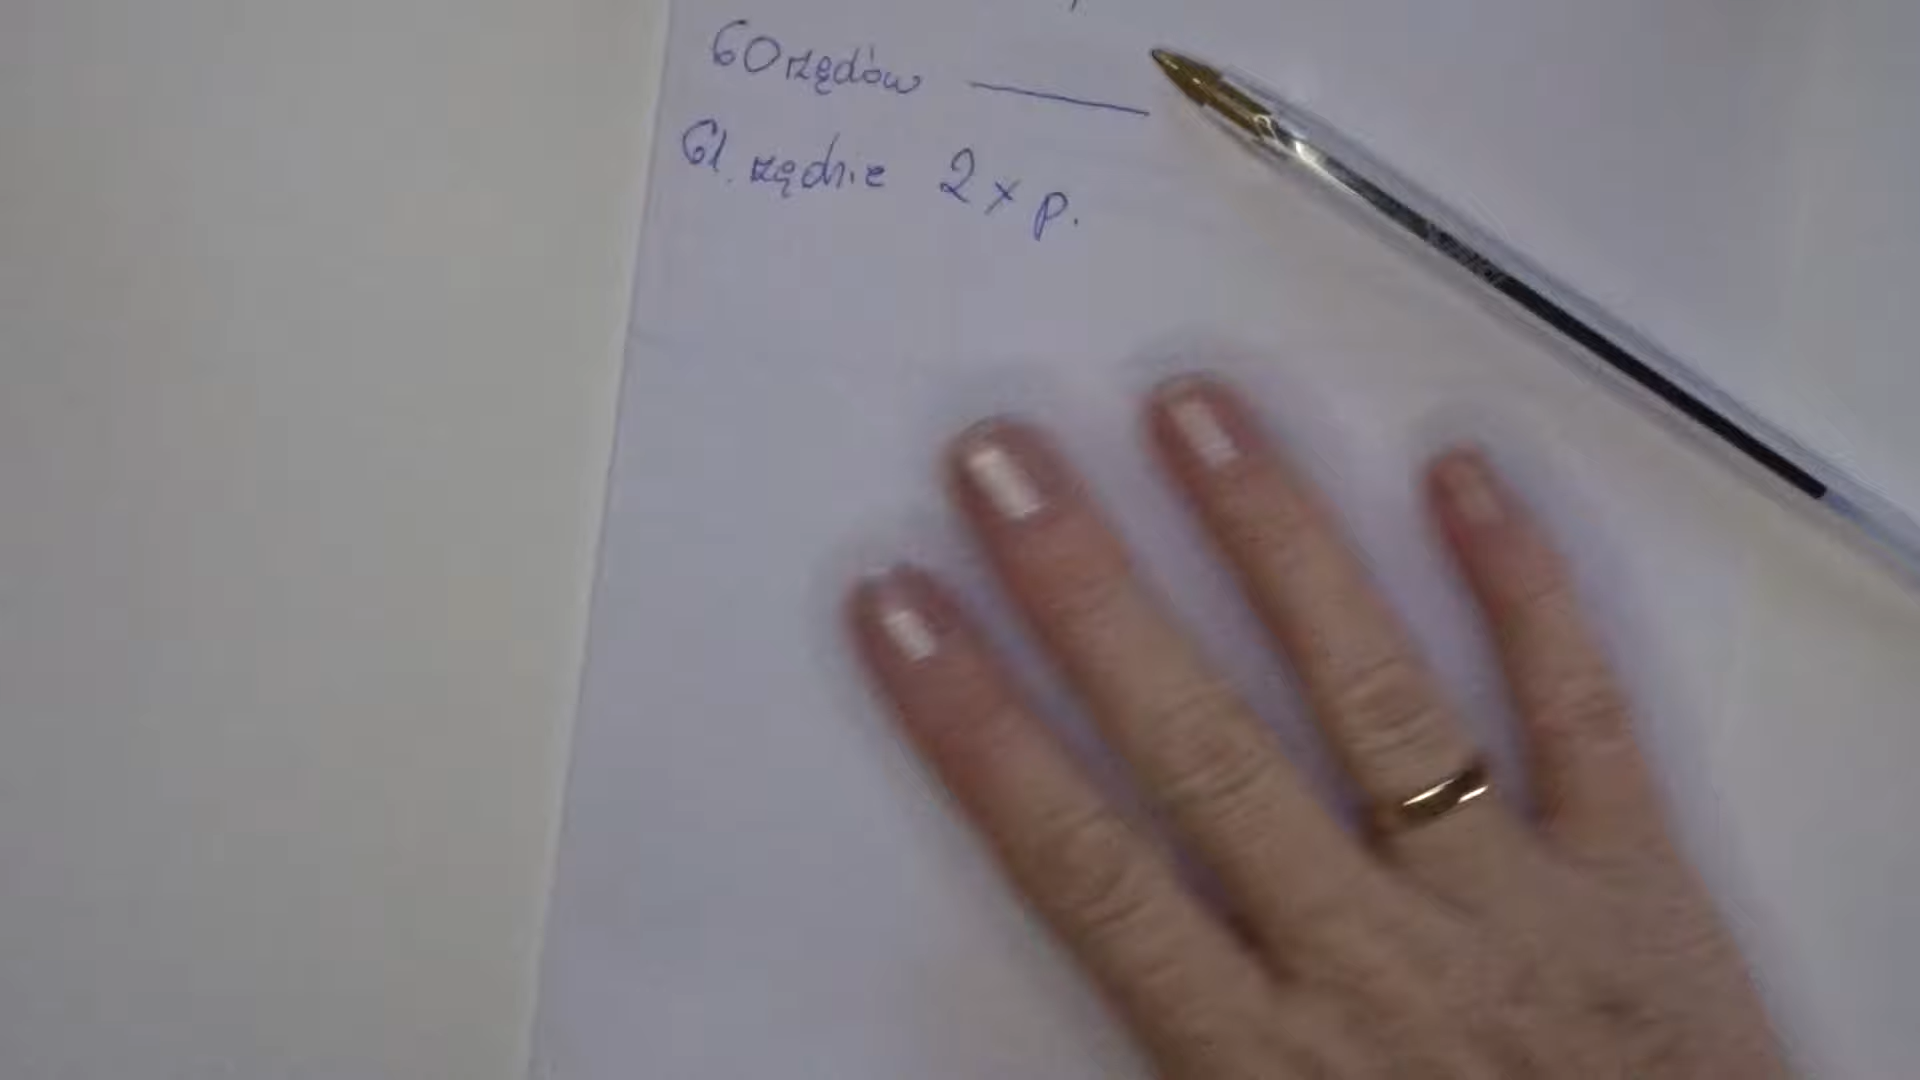 60 rzędów ———
61. rzędzie 2 x p.